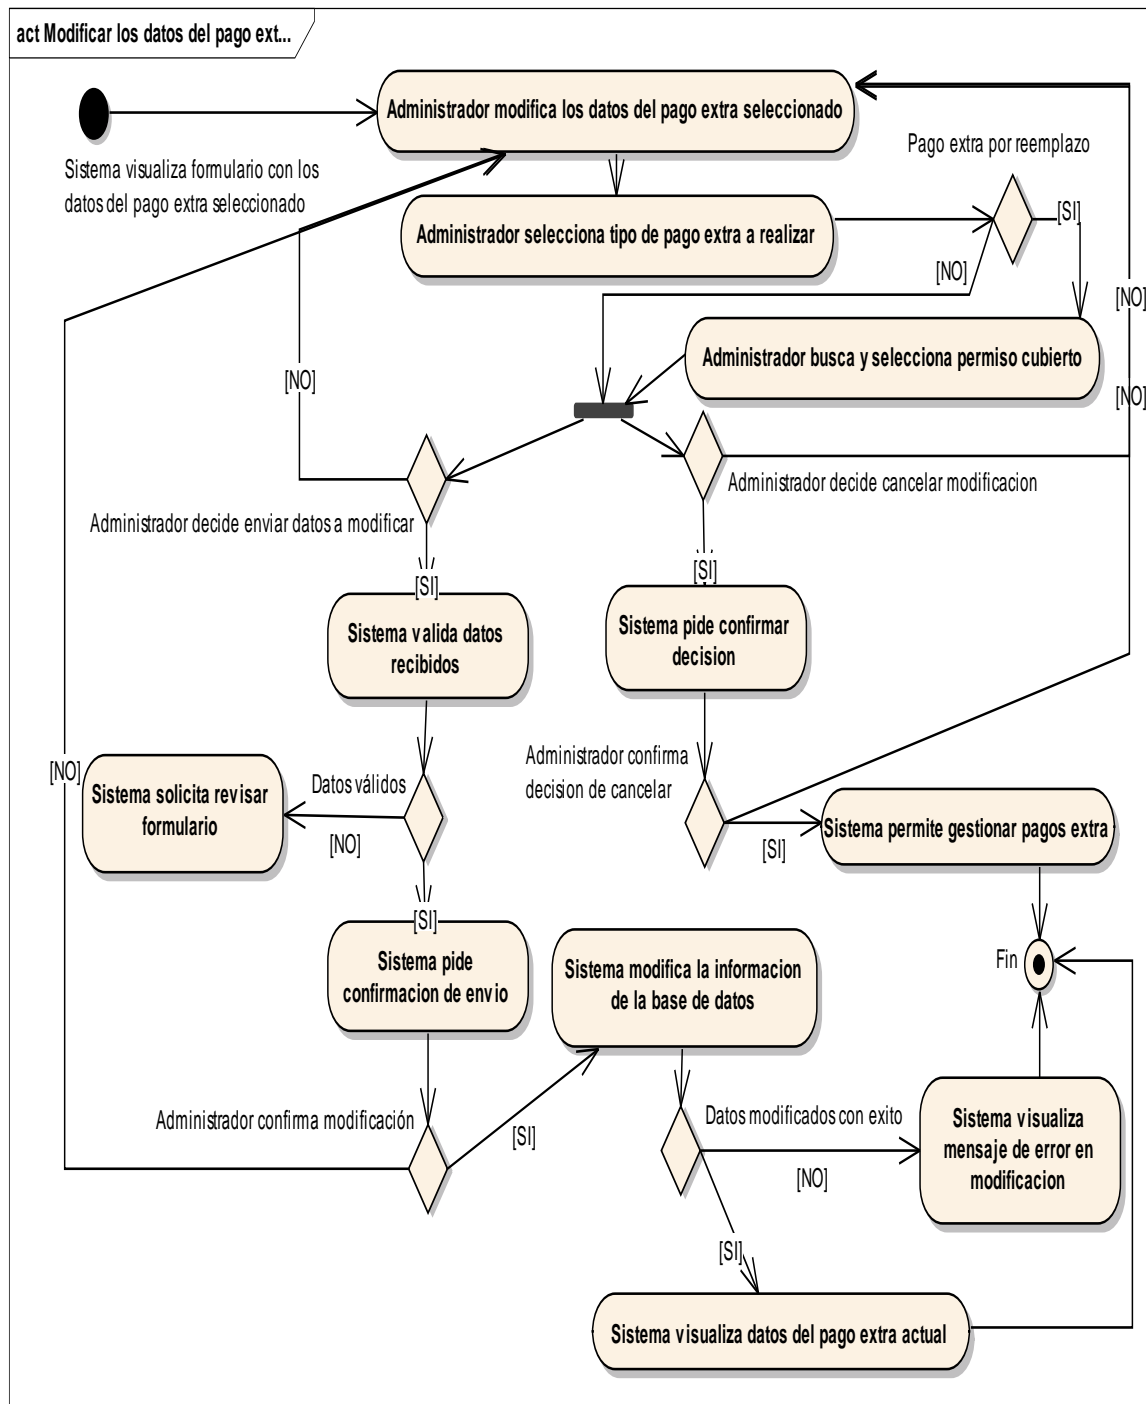 act Modificar los datos del pago ext...
Administrador modifica los datos del pago extra seleccionado
Pago extra por reemplazo
Sistema visualiza formulario con los
datos del pago extra seleccionado
Administrador selecciona tipo de pago extra a realizar
[SI]
[NO]
[NO]
Administrador busca y selecciona permiso cubierto
[NO]
[NO]
Administrador decide cancelar modificacion
Administrador decide enviar datos a modificar
[SI]
[SI]
Sistema valida datos
recibidos
Sistema pide confirmar
decision
Administrador confirma
decision de cancelar
[NO]
Sistema solicita revisar
formulario
Datos válidos
[NO]
[SI]
Sistema permite gestionar pagos extra
[SI]
Sistema pide
confirmacion de envio
Sistema modifica la informacion
de la base de datos
Fin
Administrador confirma modificación
[SI]
Datos modificados con exito
[NO]
Sistema visualiza
mensaje de error en
modificacion
[SI]
Sistema visualiza datos del pago extra actual